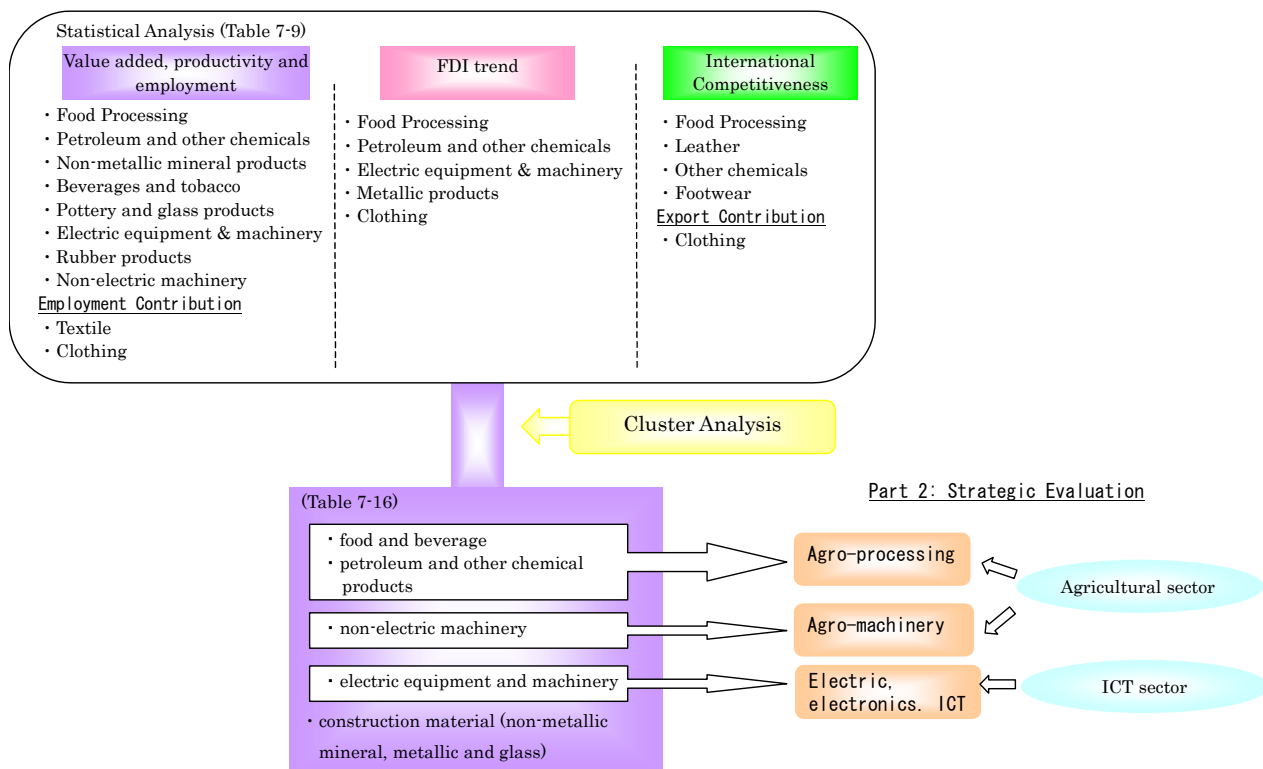 Statistical Analysis (Table 7-9)
Value added, productivity and
employment
・Food Processing
・Petroleum and other chemicals
・Non-metallic mineral products
・Beverages and tobacco
・Pottery and glass products
・Electric equipment & machinery
・Rubber products
・Non-electric machinery
Employment Contribution
・Textile
・Clothing
FDI trend
・Food Processing
・Petroleum and other chemicals
・Electric equipment & machinery
・Metallic products
・Clothing
International
Competitiveness
・Food Processing
・Leather
・Other chemicals
・Footwear
Export Contribution
・Clothing
Cluster Analysis
(Table 7-16)
・food and beverage
・petroleum and other chemical
products
・non-electric machinery
・electric equipment and machinery
・construction material (non-metallic
mineral, metallic and glass)
Part 2: Strategic Evaluation
Agro-processing
Agro-machinery
Electric,
electronics. ICT
Agricultural sector
ICT sector